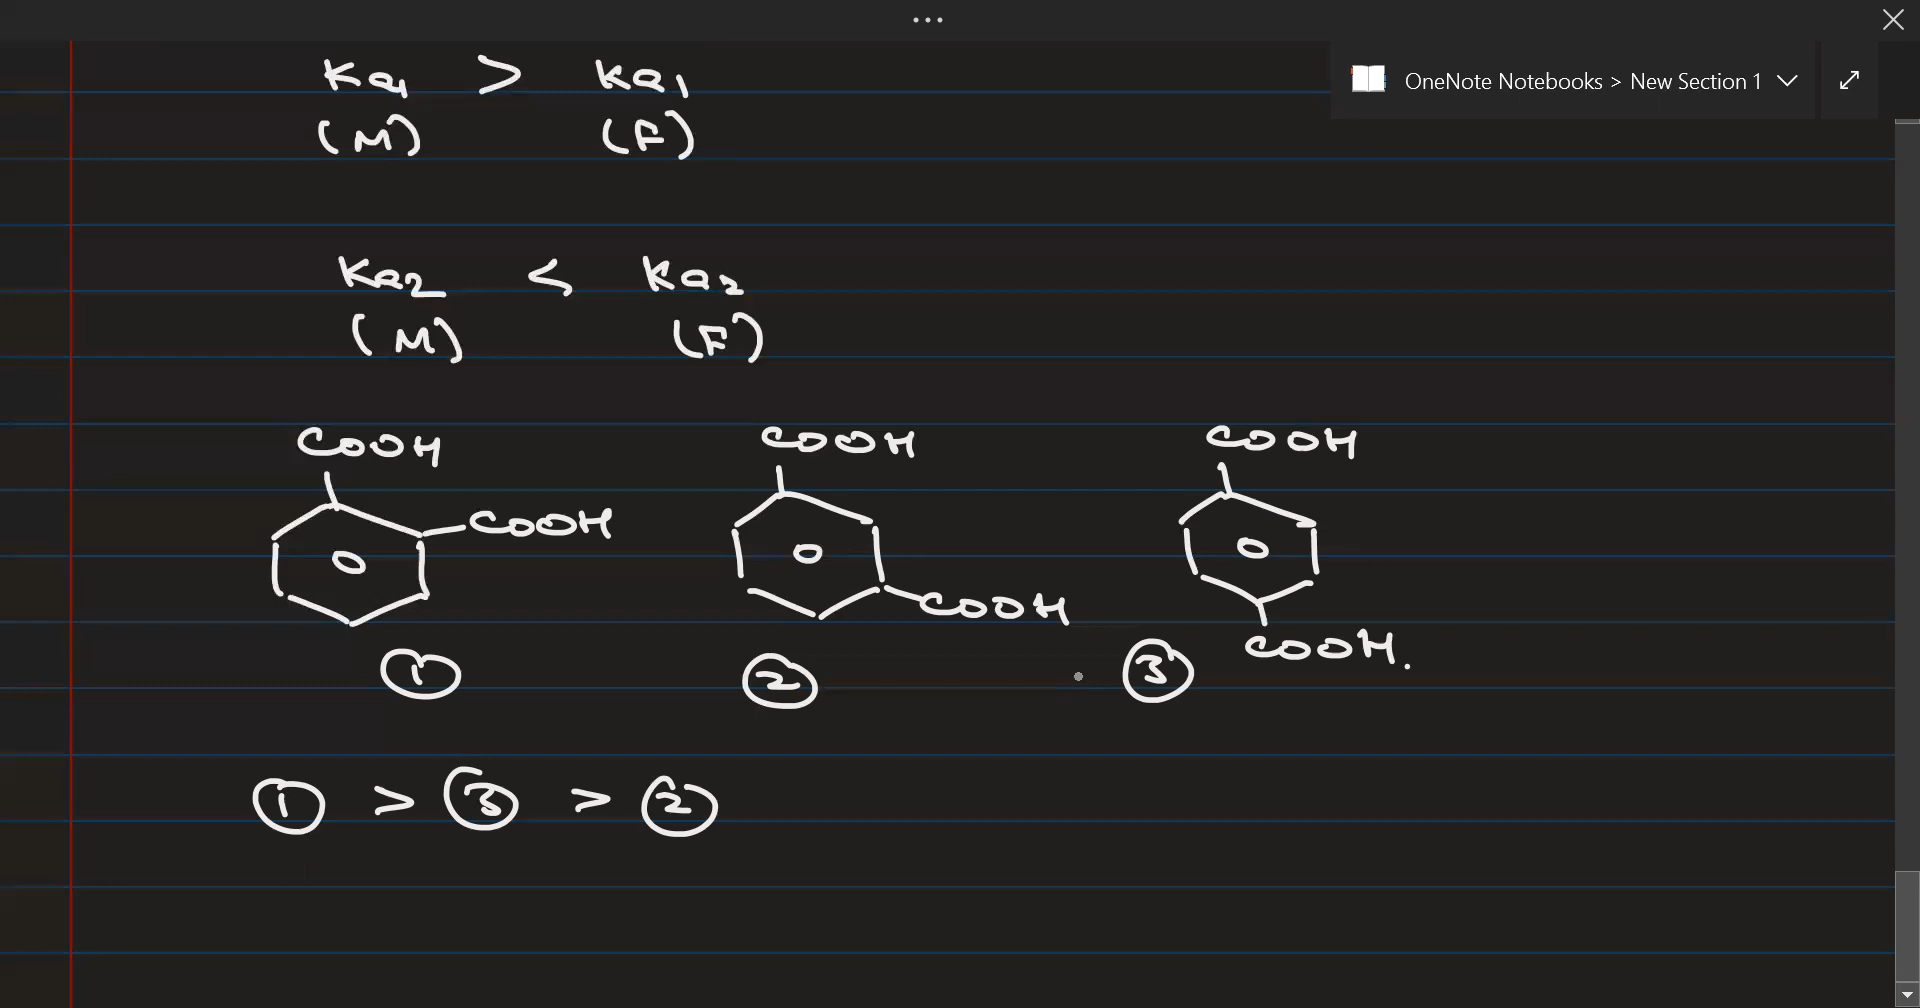 ...
OneNote Notebooks > New Section 1
Ka1 > Ka1
(M) (F)
Ka2 < Ka2
(M) (F)
COOH COOH COOH
COOH
COOH
COOH.
① ② ③
① > ③ > ②